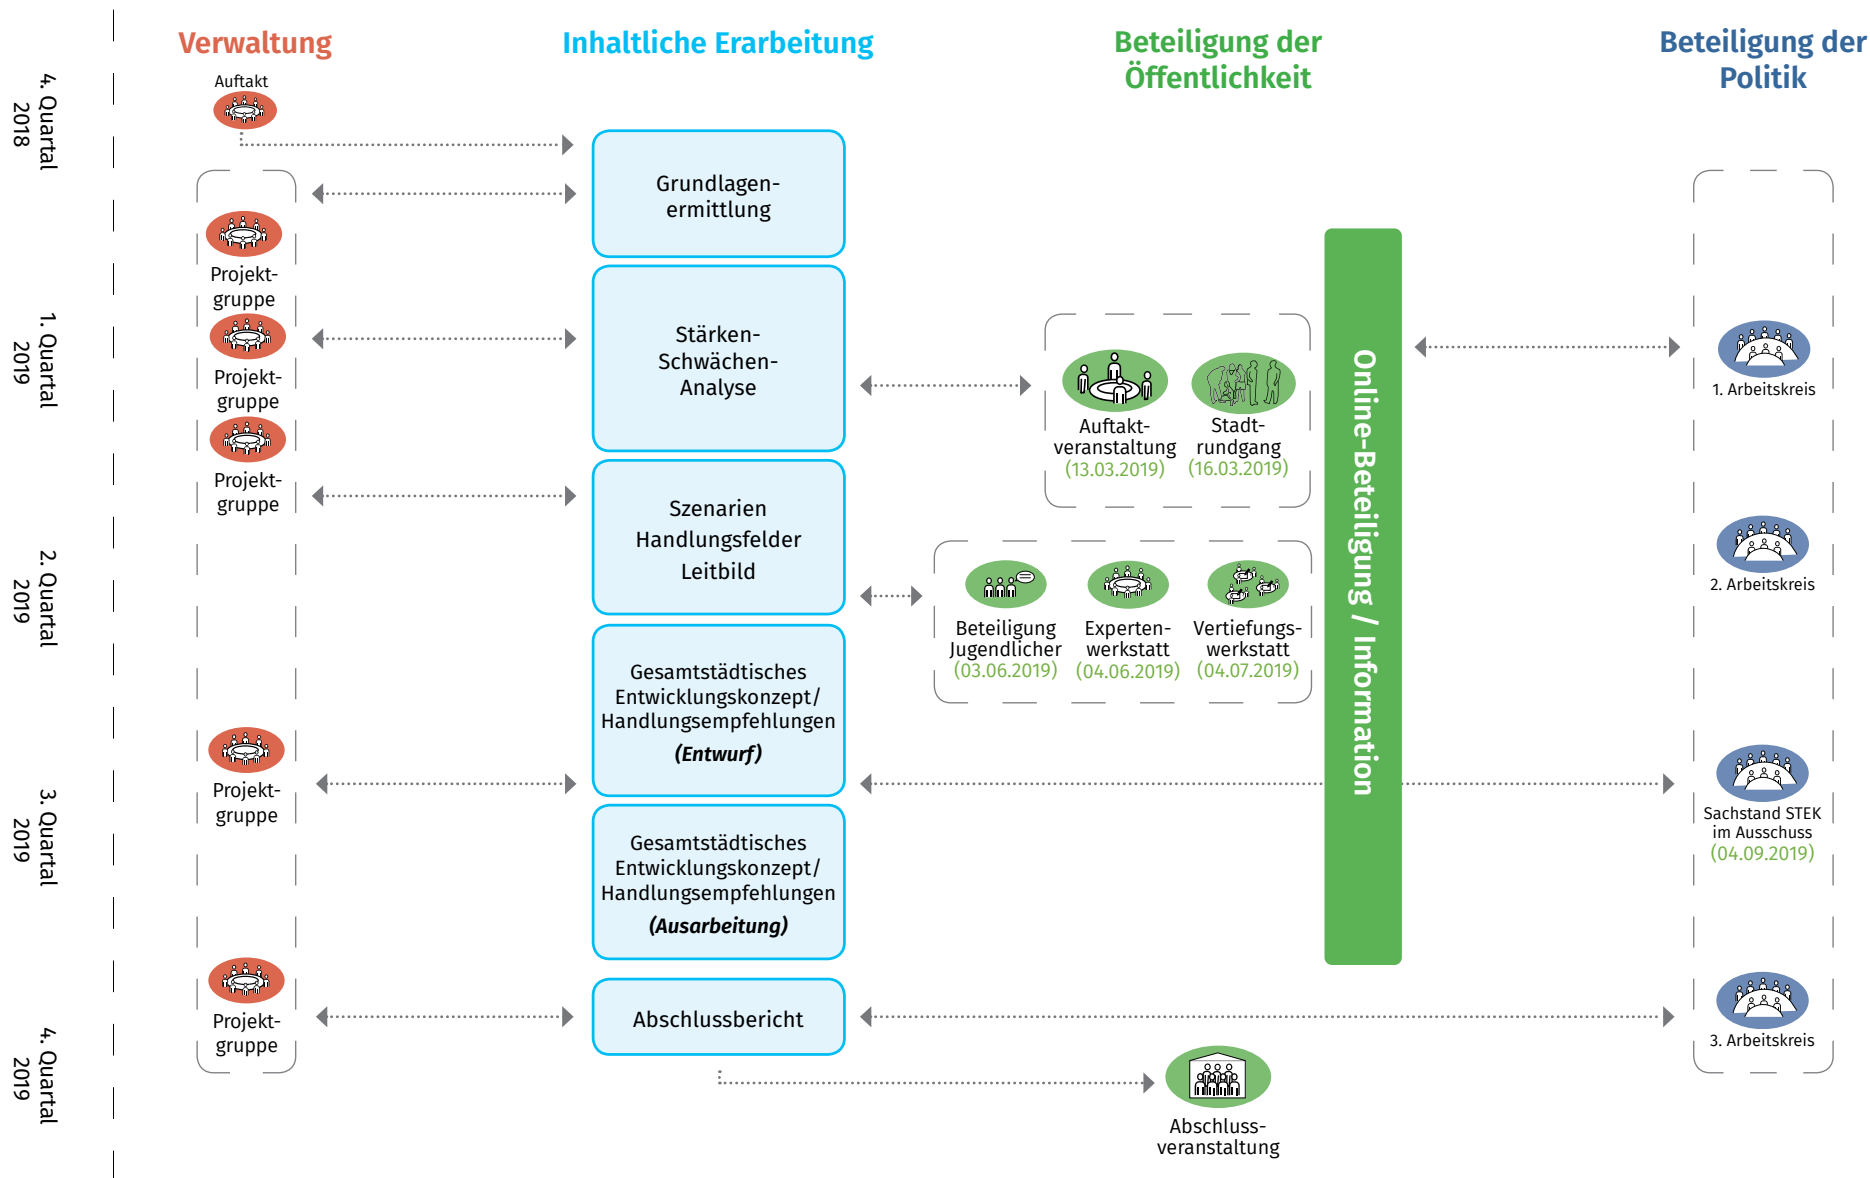 Verwaltung
Inhaltliche Erarbeitung
Beteiligung der
Öffentlichkeit
Beteiligung der
Politik
4. Quartal
2018
1. Quartal
2019
2. Quartal
2019
3. Quartal
2019
4. Quartal
2019
Auftakt
Projekt-
gruppe
Projekt-
gruppe
Projekt-
gruppe
Projekt-
gruppe
Projekt-
gruppe
Grundlagen-
ermittlung
Stärken-
Schwächen-
Analyse
Szenarien
Handlungsfelder
Leitbild
Gesamtstädtisches
Entwicklungskonzept/
Handlungsempfehlungen
(Entwurf)
Gesamtstädtisches
Entwicklungskonzept/
Handlungsempfehlungen
(Ausarbeitung)
Abschlussbericht
Auftakt-
veranstaltung
(13.03.2019)
Stadt-
rundgang
(16.03.2019)
Beteiligung
Jugendlicher
(03.06.2019)
Experten-
werkstatt
(04.06.2019)
Vertiefungs-
werkstatt
(04.07.2019)
Abschluss-
veranstaltung
Online-Beteiligung / Information
1. Arbeitskreis
2. Arbeitskreis
Sachstand STEK
im Ausschuss
(04.09.2019)
3. Arbeitskreis